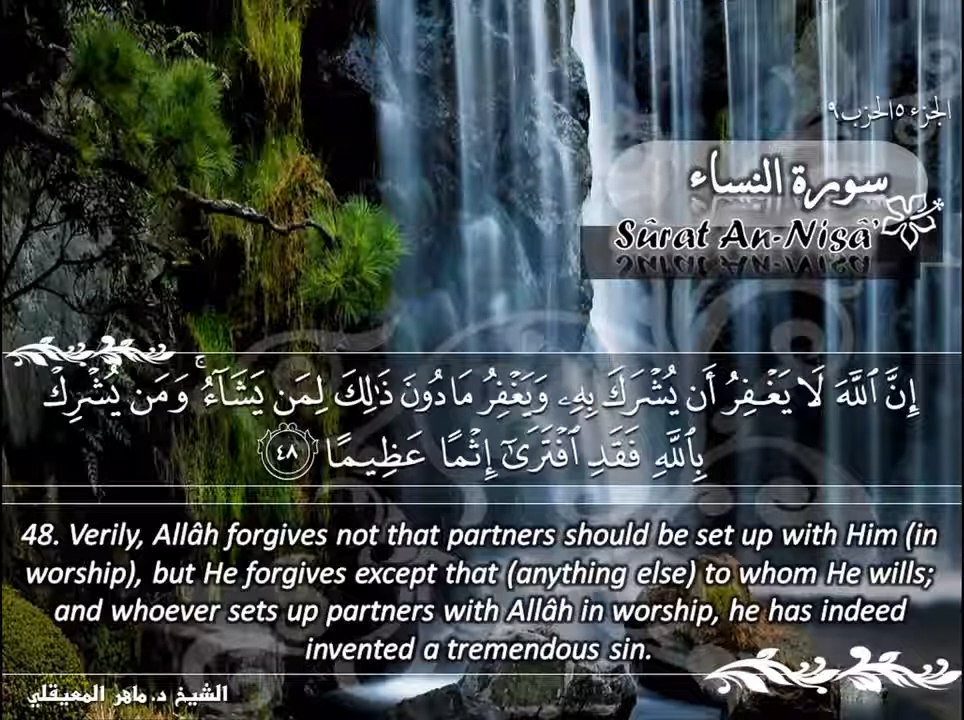 الجزء ٥ الحزب ٩
سورة النساء
Sûrat An-Nisâ'
إِنَّ ٱللَّهَ لَا يَغْفِرُ أَن يُشْرَكَ بِهِۦ وَيَغْفِرُ مَا دُونَ ذَٰلِكَ لِمَن يَشَآءُ ۚ وَمَن يُشْرِكْ
بِٱللَّهِ فَقَدِ ٱفْتَرَىٰٓ إِثْمًا عَظِيمًا ٤٨
48. Verily, Allâh forgives not that partners should be set up with Him (in
worship), but He forgives except that (anything else) to whom He wills;
and whoever sets up partners with Allâh in worship, he has indeed
invented a tremendous sin.
الشيخ د. ماهر المعيقلي